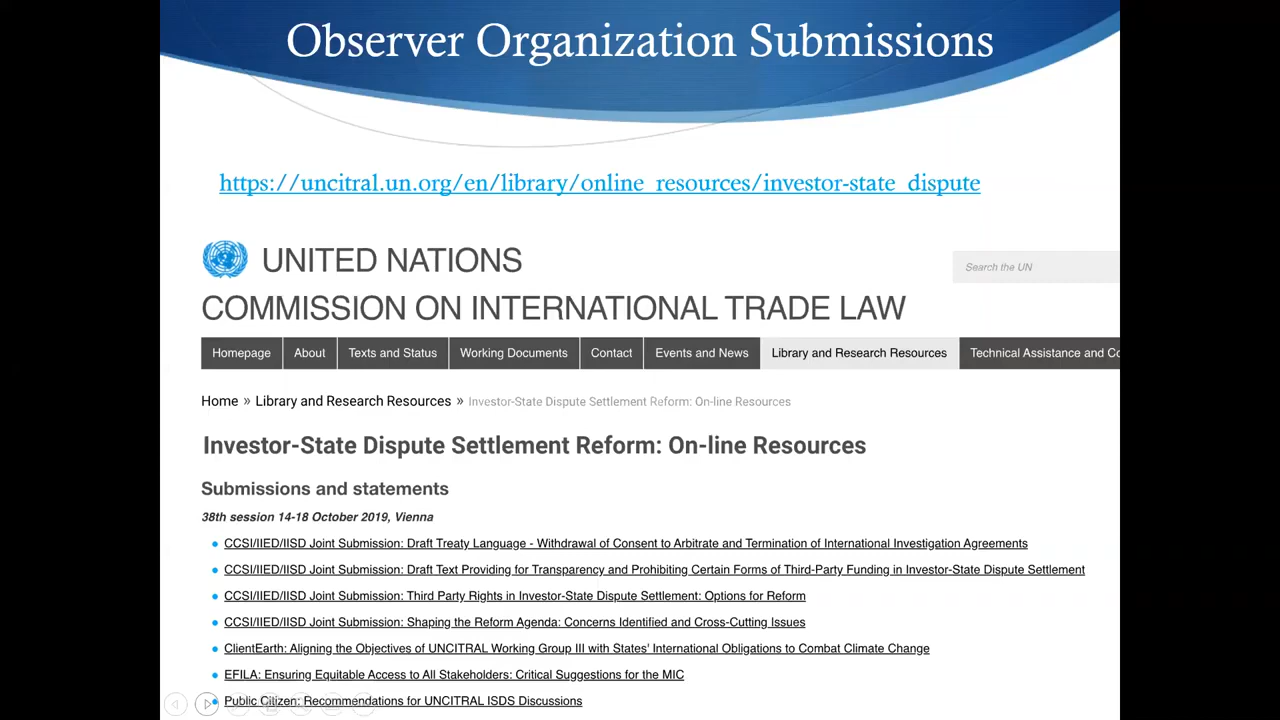 Observer Organization Submissions
https://uncitral.un.org/en/library/online_resources/investor-state_dispute
UNITED NATIONS
Search the UN
COMMISSION ON INTERNATIONAL TRADE LAW
Homepage About Texts and Status Working Documents Contact Events and News Library and Research Resources Technical Assistance and Co
Home » Library and Research Resources » Investor-State Dispute Settlement Reform: On-line Resources
Investor-State Dispute Settlement Reform: On-line Resources
Submissions and statements
38th session 14-18 October 2019, Vienna
CCSI/IIED/IISD Joint Submission: Draft Treaty Language - Withdrawal of Consent to Arbitrate and Termination of International Investigation Agreements
CCSI/IIED/IISD Joint Submission: Draft Text Providing for Transparency and Prohibiting Certain Forms of Third-Party Funding in Investor-State Dispute Settlement
CCSI/IIED/IISD Joint Submission: Third Party Rights in Investor-State Dispute Settlement: Options for Reform
CCSI/IIED/IISD Joint Submission: Shaping the Reform Agenda: Concerns Identified and Cross-Cutting Issues
ClientEarth: Aligning the Objectives of UNCITRAL Working Group III with States' International Obligations to Combat Climate Change
EFILA: Ensuring Equitable Access to All Stakeholders: Critical Suggestions for the MIC
Public Citizen: Recommendations for UNCITRAL ISDS Discussions